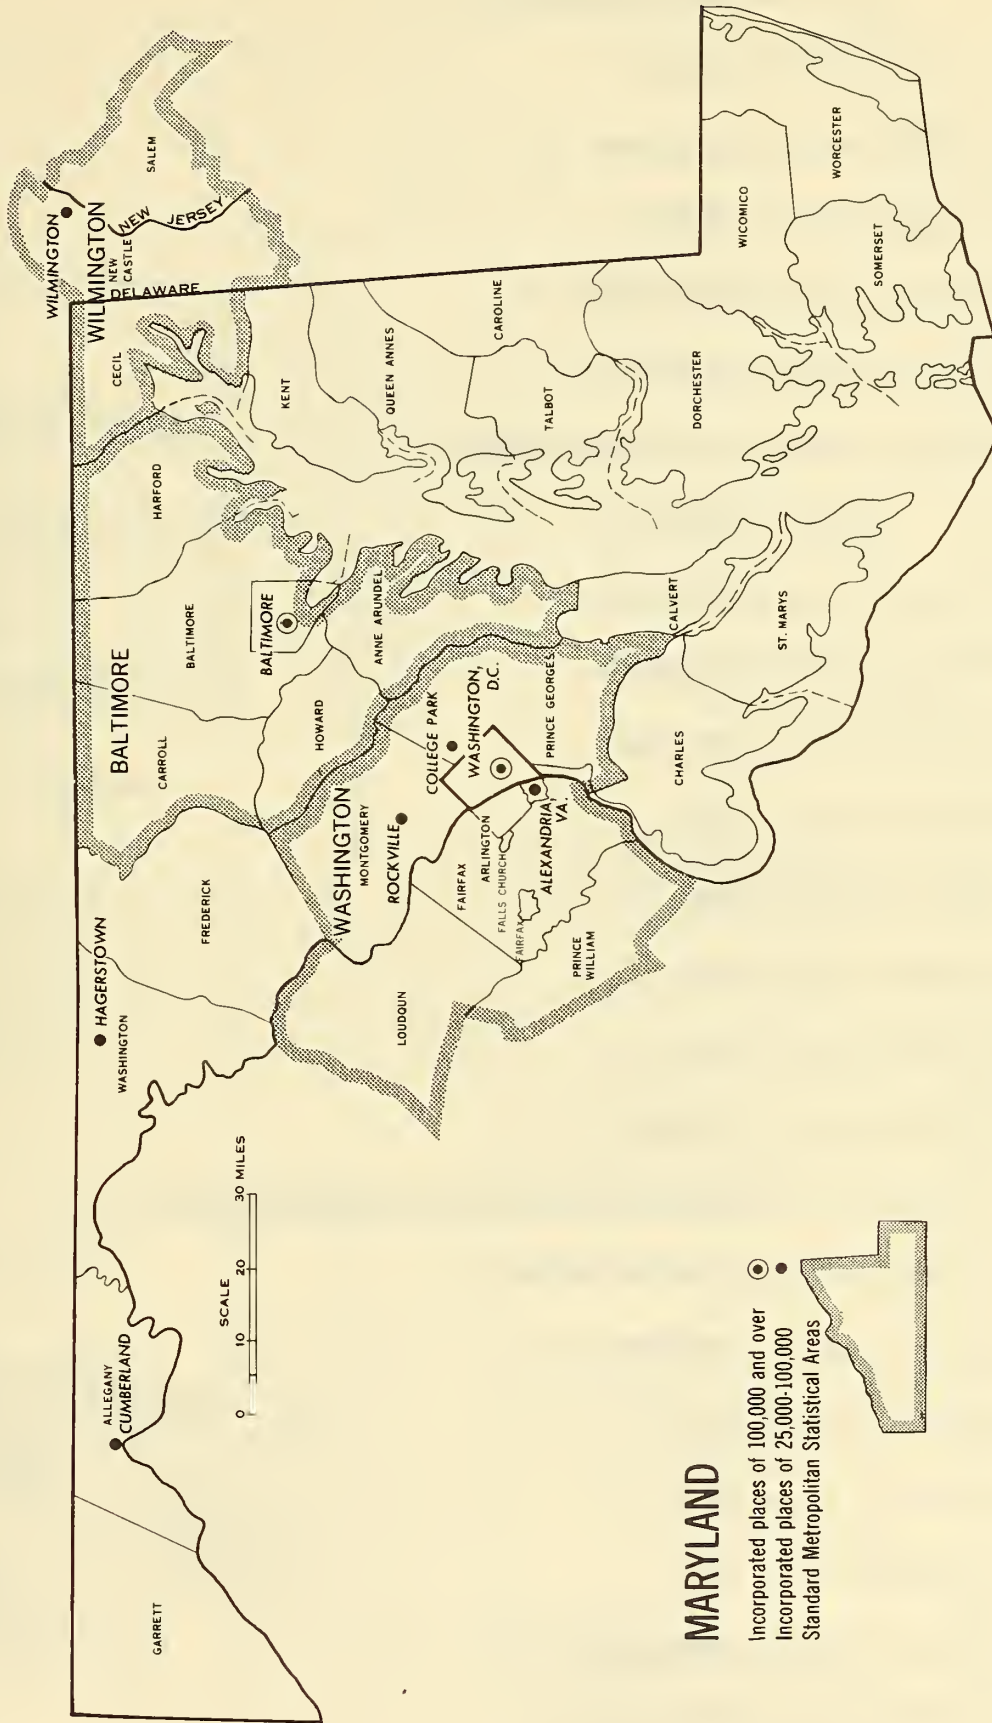 GARRETT
ALLEGANY
CUMBERLAND
HAGERSTOWN
WASHINGTON
FREDERICK
CARROLL
BALTIMORE
BALTIMORE
BALTIMORE
HARFORD
CECIL
WILMINGTON
WILMINGTON
NEW
CASTLE
DELAWARE
NEW JERSEY
SALEM
HOWARD
ANNE ARUNDEL
KENT
QUEEN ANNES
CAROLINE
TALBOT
DORCHESTER
WICOMICO
WORCESTER
SOMERSET
WASHINGTON
MONTGOMERY
ROCKVILLE
COLLEGE PARK
WASHINGTON,
D.C.
PRINCE GEORGES
CALVERT
ST. MARYS
CHARLES
LOUDOUN
FAIRFAX
ARLINGTON
FALLS CHURCH
FAIRFAX
ALEXANDRIA,
VA.
PRINCE
WILLIAM
SCALE
0 10 20 30 MILES
MARYLAND
Incorporated places of 100,000 and over
Incorporated places of 25,000-100,000
Standard Metropolitan Statistical Areas